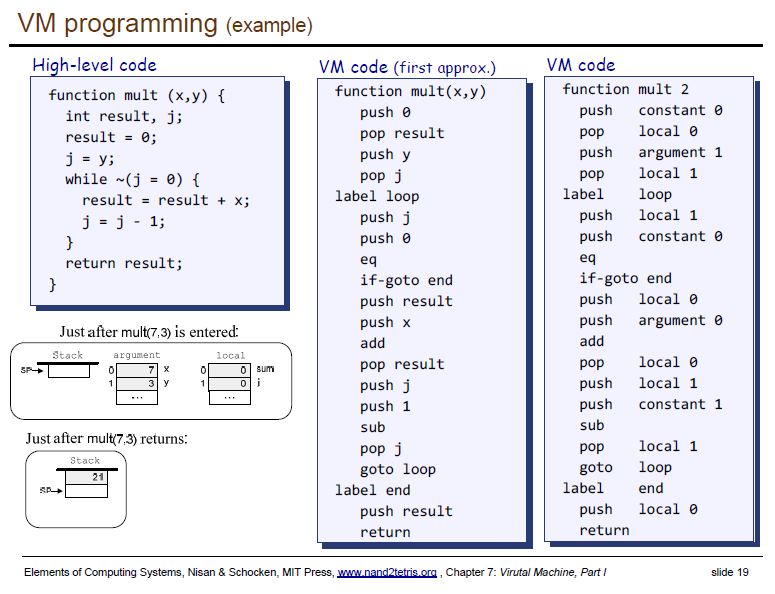 VM programming (example)
High-level code
function mult (x,y) {
int result, j;
result = 0;
j = y;
while ~(j = 0) {
result = result + x;
j = j - 1;
}
return result;
}
Just after mult(7,3) is entered:
Stack argument local
SP 0 7 x 0 0 sum
1 3 y 1 0 j
... ...
Just after mult(7,3) returns:
Stack
21
SP
VM code (first approx.)
function mult(x,y)
push 0
pop result
push y
pop j
label loop
push j
push 0
eq
if-goto end
push result
push x
add
pop result
push j
push 1
sub
pop j
goto loop
label end
push result
return
VM code
function mult 2
push constant 0
pop local 0
push argument 1
pop local 1
label loop
push local 1
push constant 0
eq
if-goto end
push local 0
push argument 0
add
pop local 0
push local 1
push constant 1
sub
pop local 1
goto loop
label end
push local 0
return
Elements of Computing Systems, Nisan & Schocken, MIT Press, www.nand2tetris.org , Chapter 7: Virutal Machine, Part I slide 19